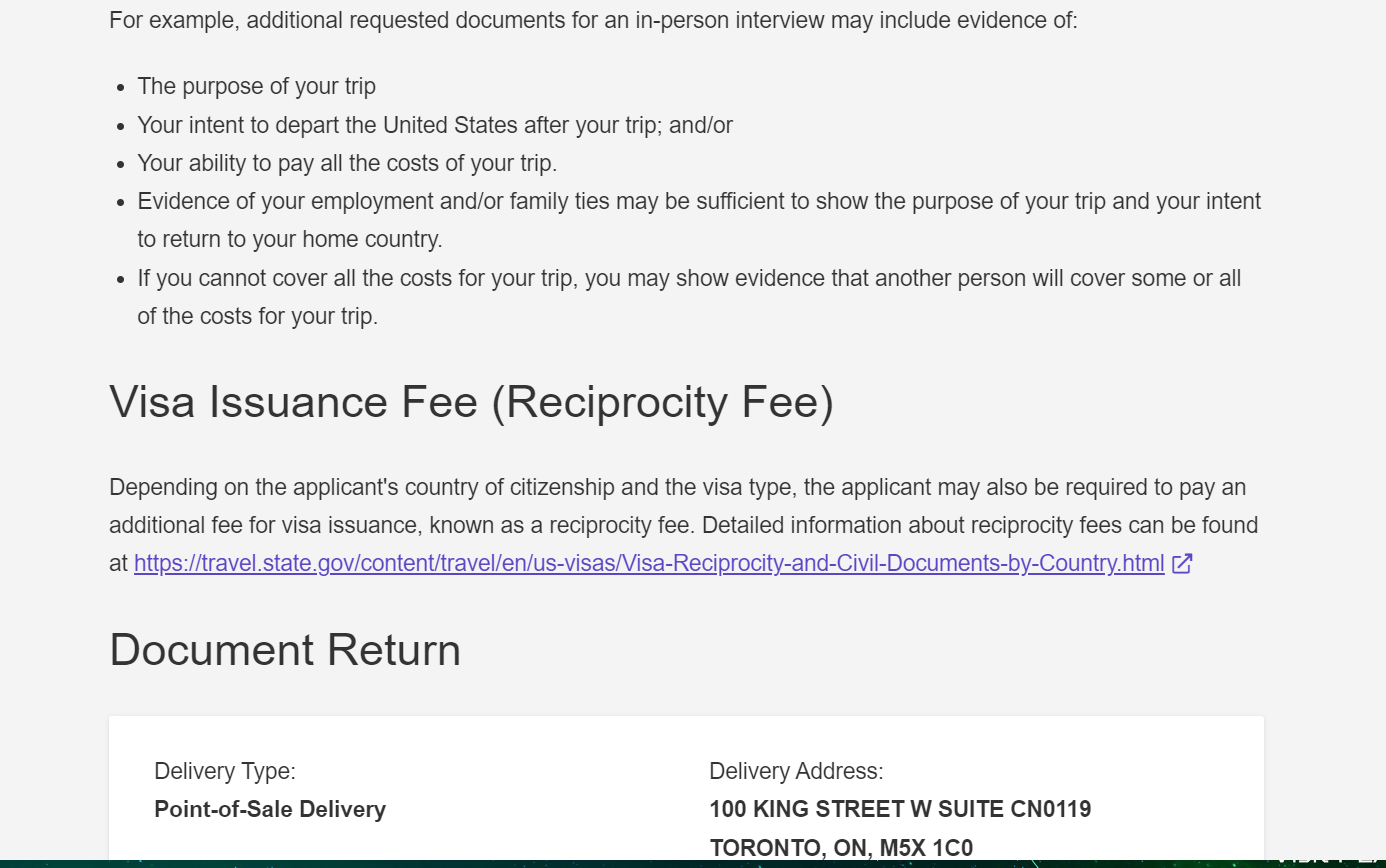 For example, additional requested documents for an in-person interview may include evidence of:
The purpose of your trip
Your intent to depart the United States after your trip; and/or
Your ability to pay all the costs of your trip.
Evidence of your employment and/or family ties may be sufficient to show the purpose of your trip and your intent
to return to your home country.
If you cannot cover all the costs for your trip, you may show evidence that another person will cover some or all
of the costs for your trip.
Visa Issuance Fee (Reciprocity Fee)
Depending on the applicant's country of citizenship and the visa type, the applicant may also be required to pay an
additional fee for visa issuance, known as a reciprocity fee. Detailed information about reciprocity fees can be found
at https://travel.state.gov/content/travel/en/us-visas/Visa-Reciprocity-and-Civil-Documents-by-Country.html
Document Return
Delivery Type:
Point-of-Sale Delivery
Delivery Address:
100 KING STREET W SUITE CN0119
TORONTO, ON, M5X 1C0